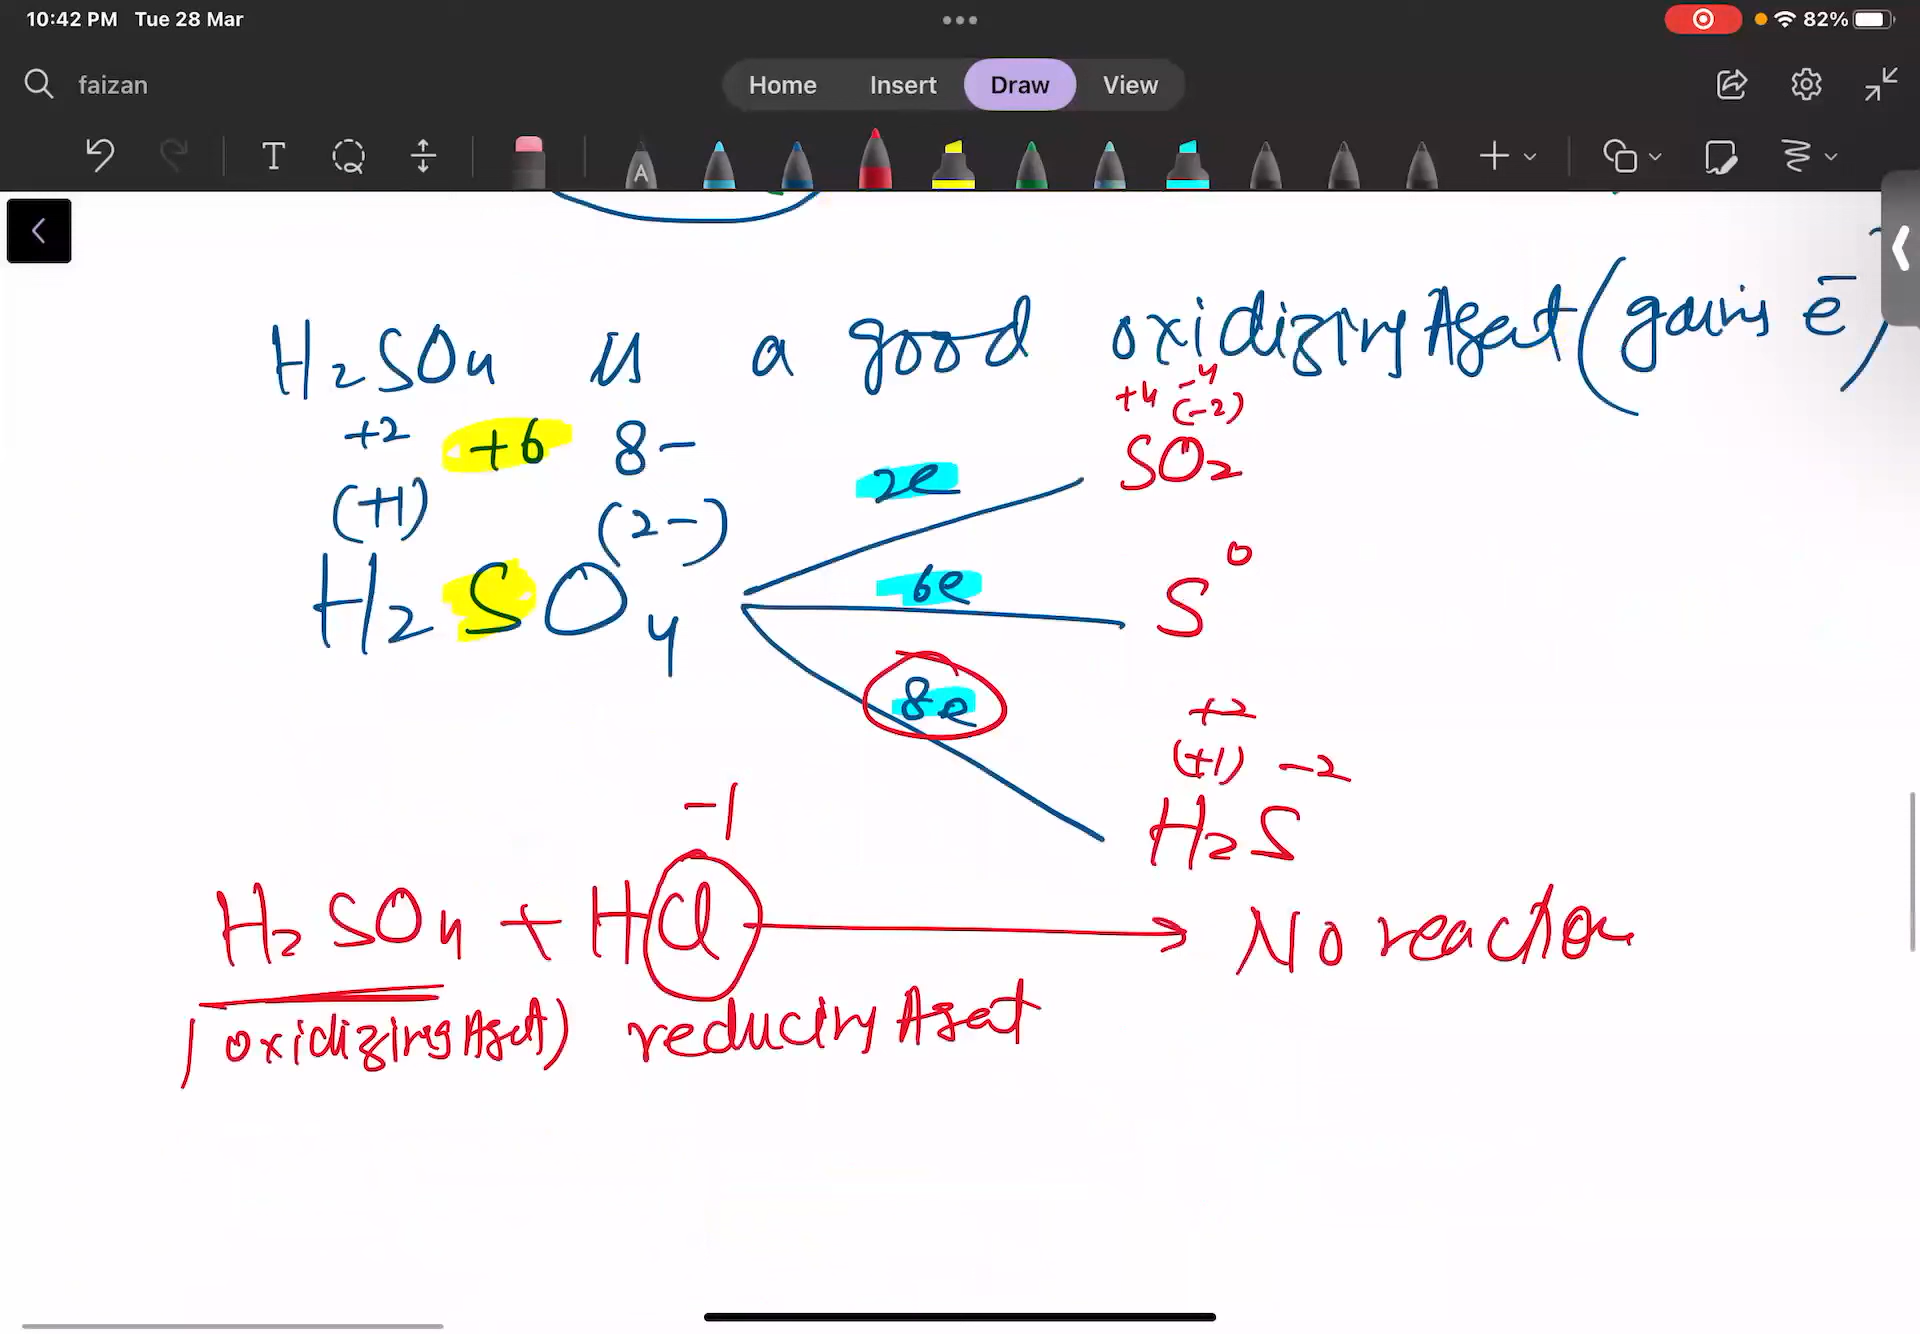 10:42 PM Tue 28 Mar
82%
faizan
Home Insert Draw View
T
A
H2SO4 is a good oxidizing Agent (gains ē)
+2 +6 8-
(+1) (2-)
H2SO4
2e
+4 -4
(-2)
SO2
6e
S 0
8e
+2
(+1) -2
H2S
-1
H2SO4 + HCl → No reaction
(oxidizing Agent) reducing Agent